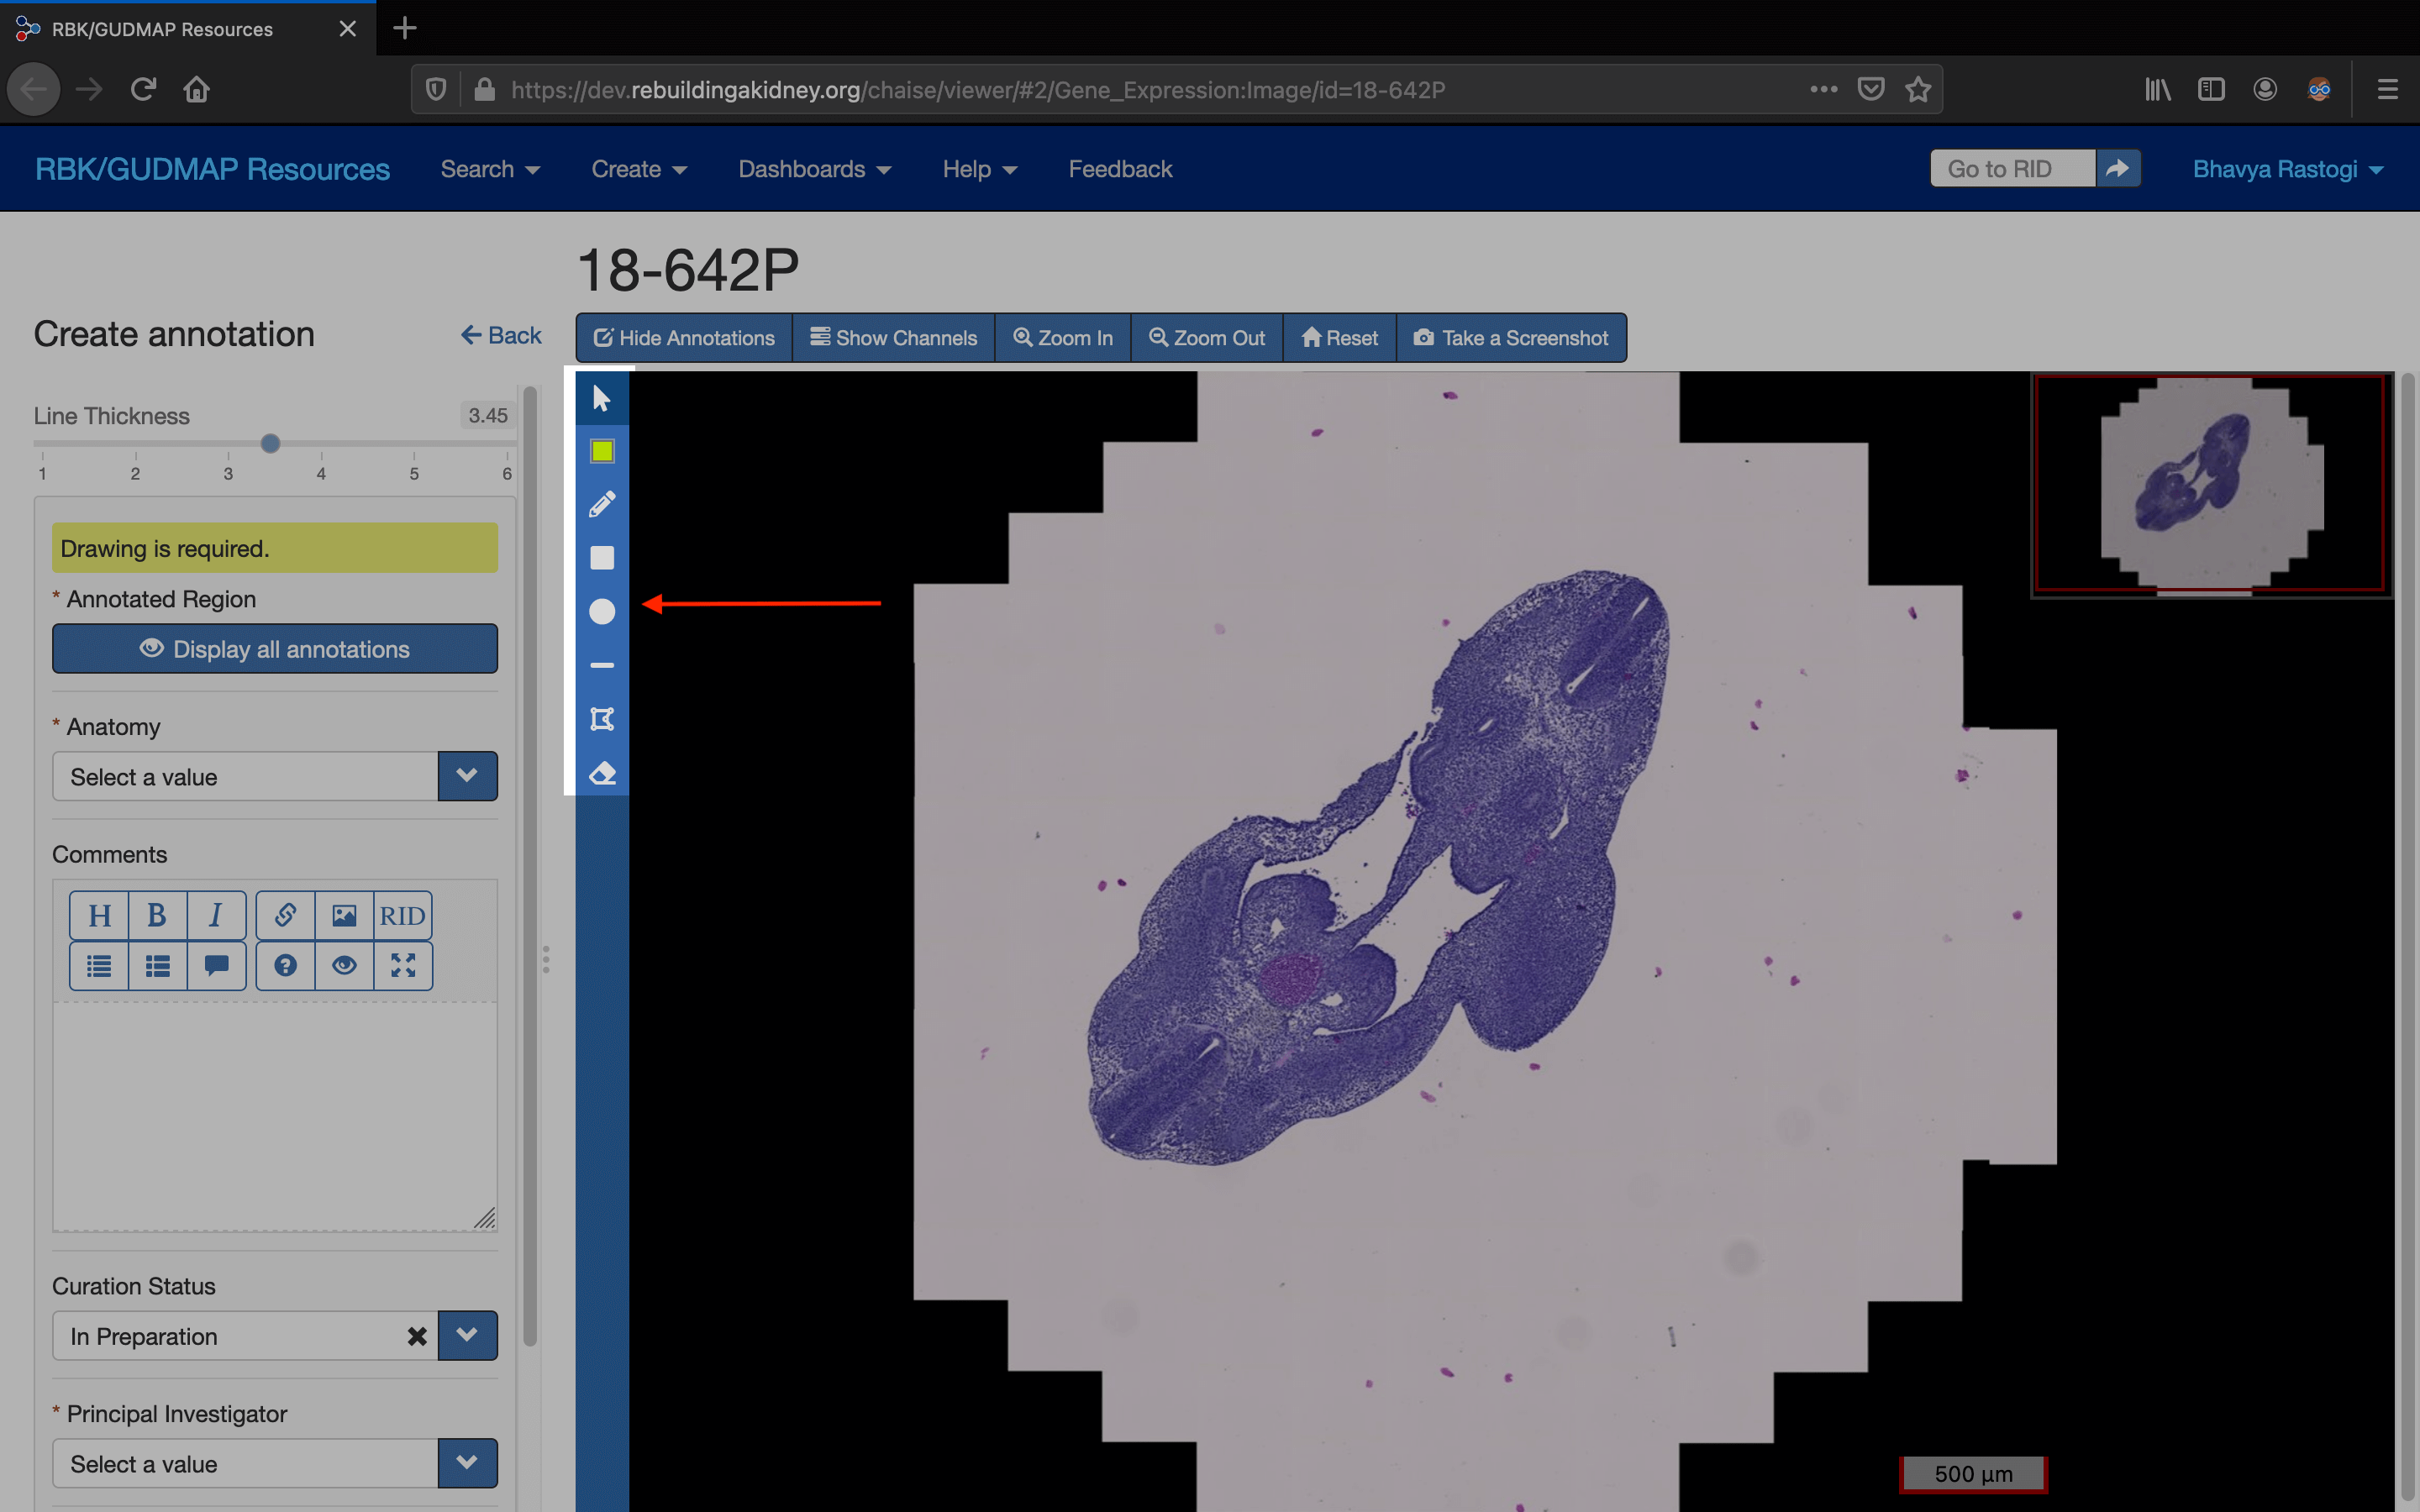 RBK/GUDMAP Resources
https://dev.rebuildingakidney.org/chaise/viewer/#2/Gene_Expression:Image/id=18-642P
RBK/GUDMAP Resources Search Create Dashboards Help Feedback Go to RID Bhavya Rastogi
18-642P
Create annotation Back
Hide Annotations Show Channels Zoom In Zoom Out Reset Take a Screenshot
Line Thickness 3.45
1 2 3 4 5 6
Drawing is required.
* Annotated Region
Display all annotations
* Anatomy
Select a value
Comments
H B I RID
Curation Status
In Preparation
* Principal Investigator
Select a value
500 µm